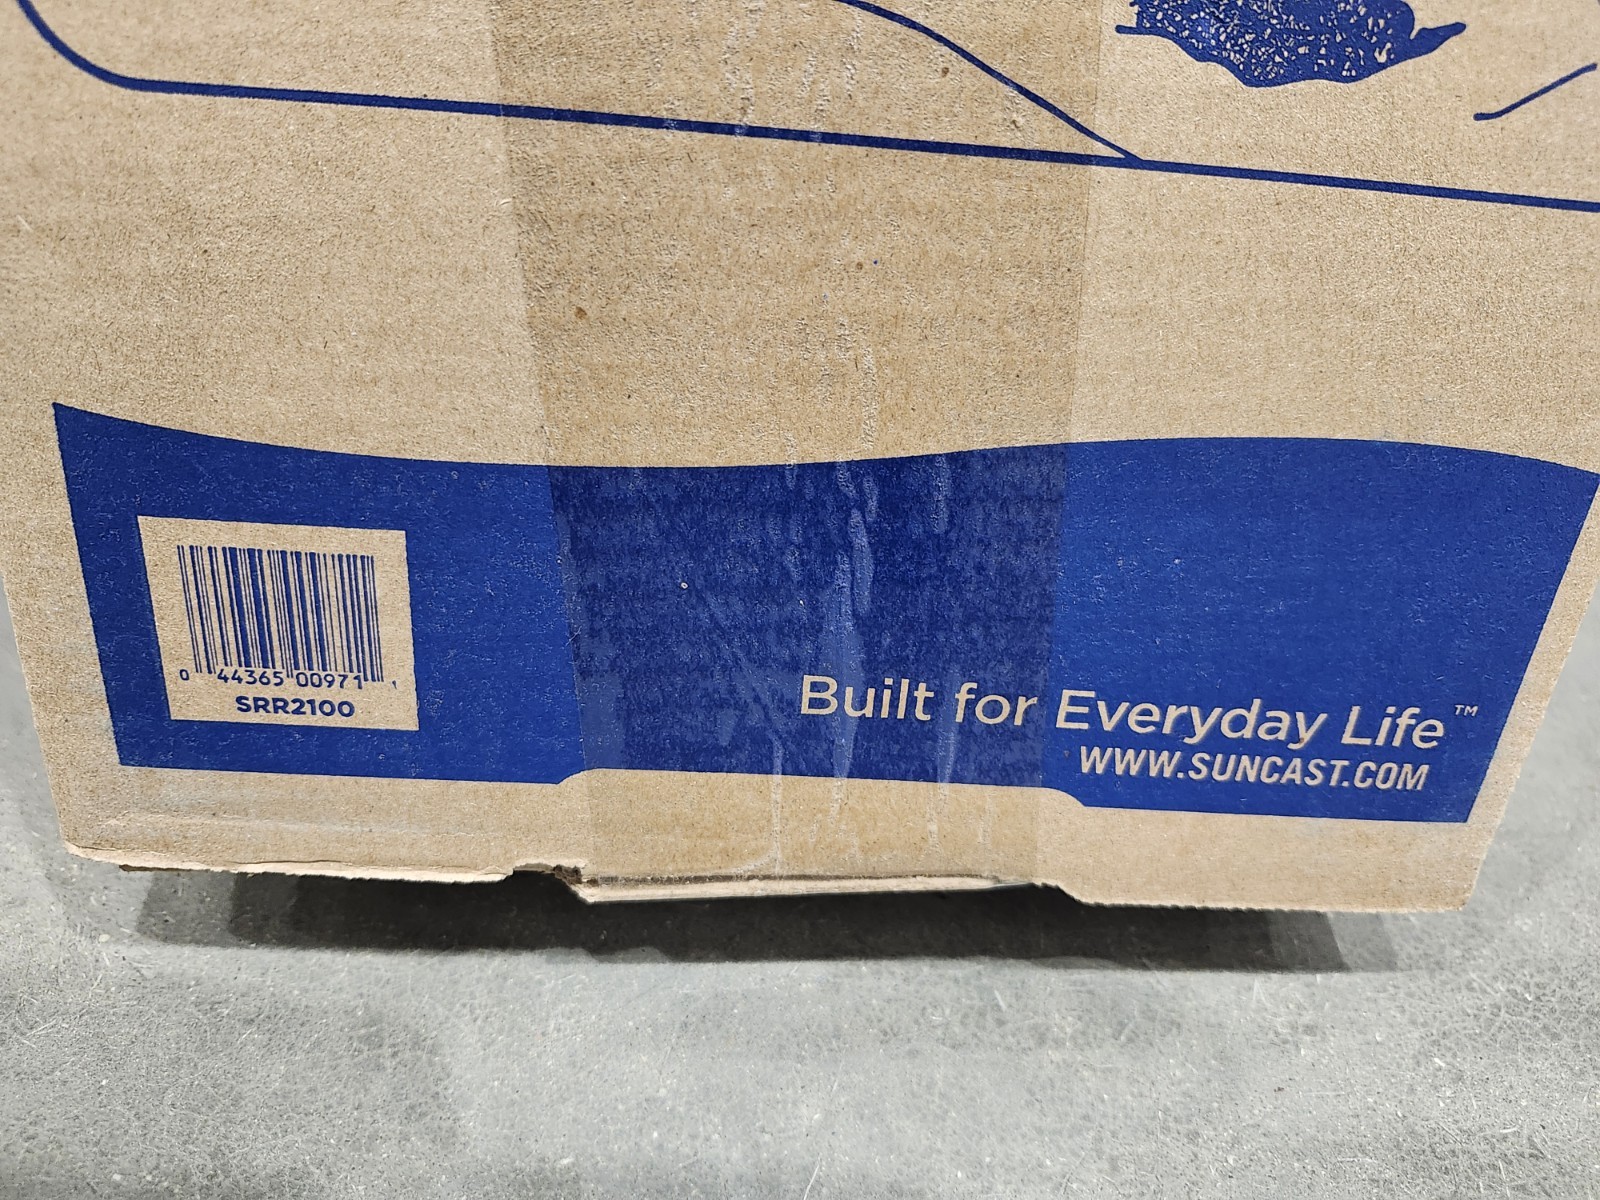 0 44365 00971 1
SRR2100
Built for Everyday Life™
WWW.SUNCAST.COM